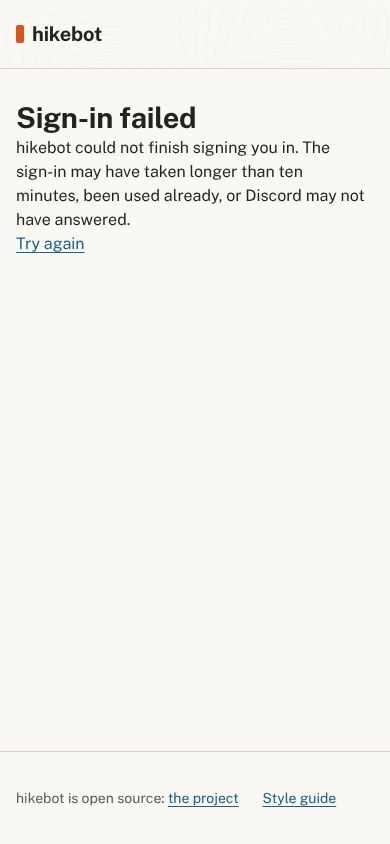 hikebot
Sign-in failed
hikebot could not finish signing you in. The
sign-in may have taken longer than ten
minutes, been used already, or Discord may not
have answered.
Try again
hikebot is open source: the project Style guide